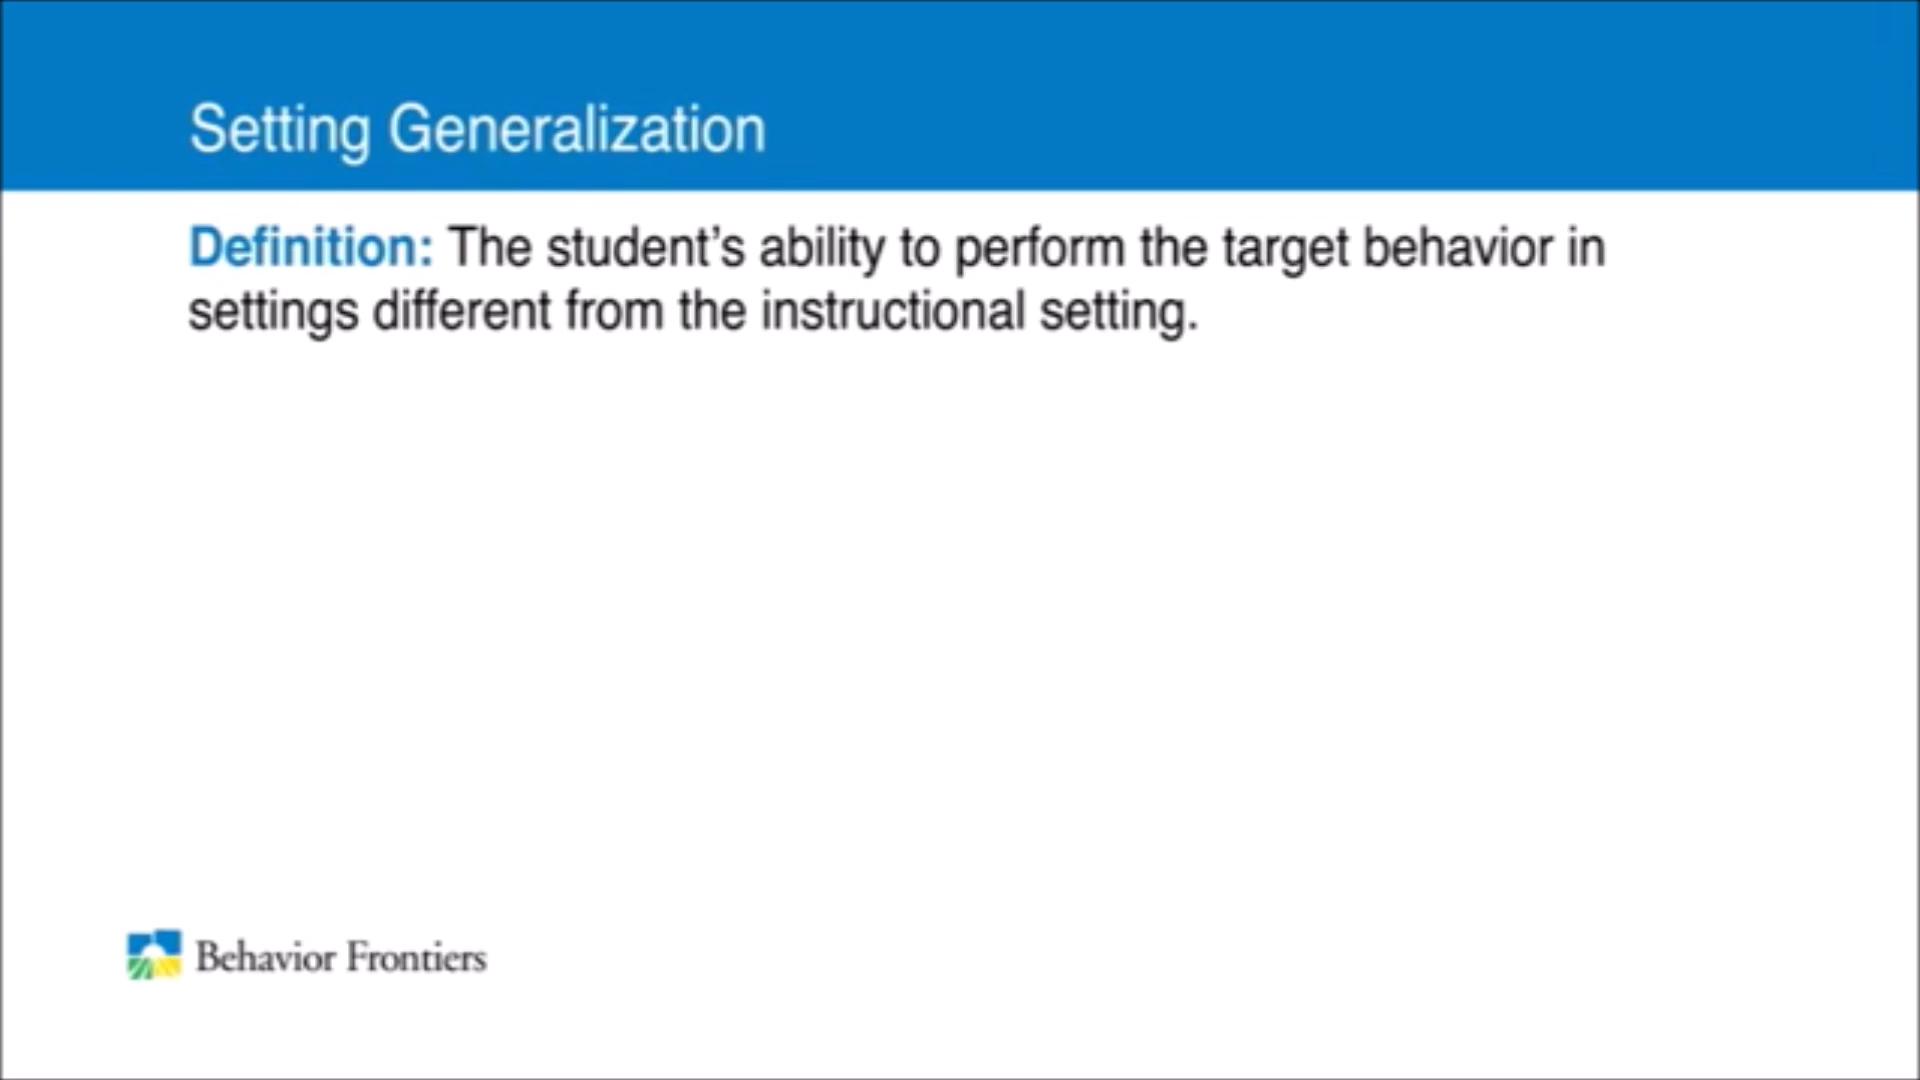 Setting Generalization
Definition: The student’s ability to perform the target behavior in
settings different from the instructional setting.
Behavior Frontiers